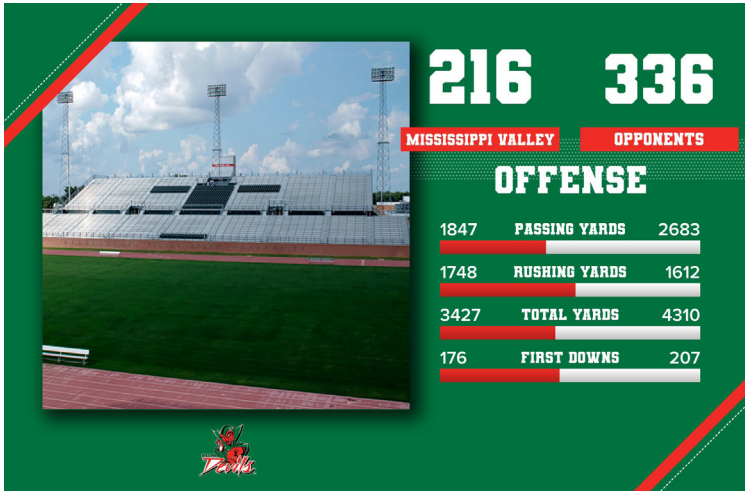 216 336
MISSISSIPPI VALLEY OPPONENTS
OFFENSE
1847 PASSING YARDS 2683
1748 RUSHING YARDS 1612
3427 TOTAL YARDS 4310
176 FIRST DOWNS 207
Devils